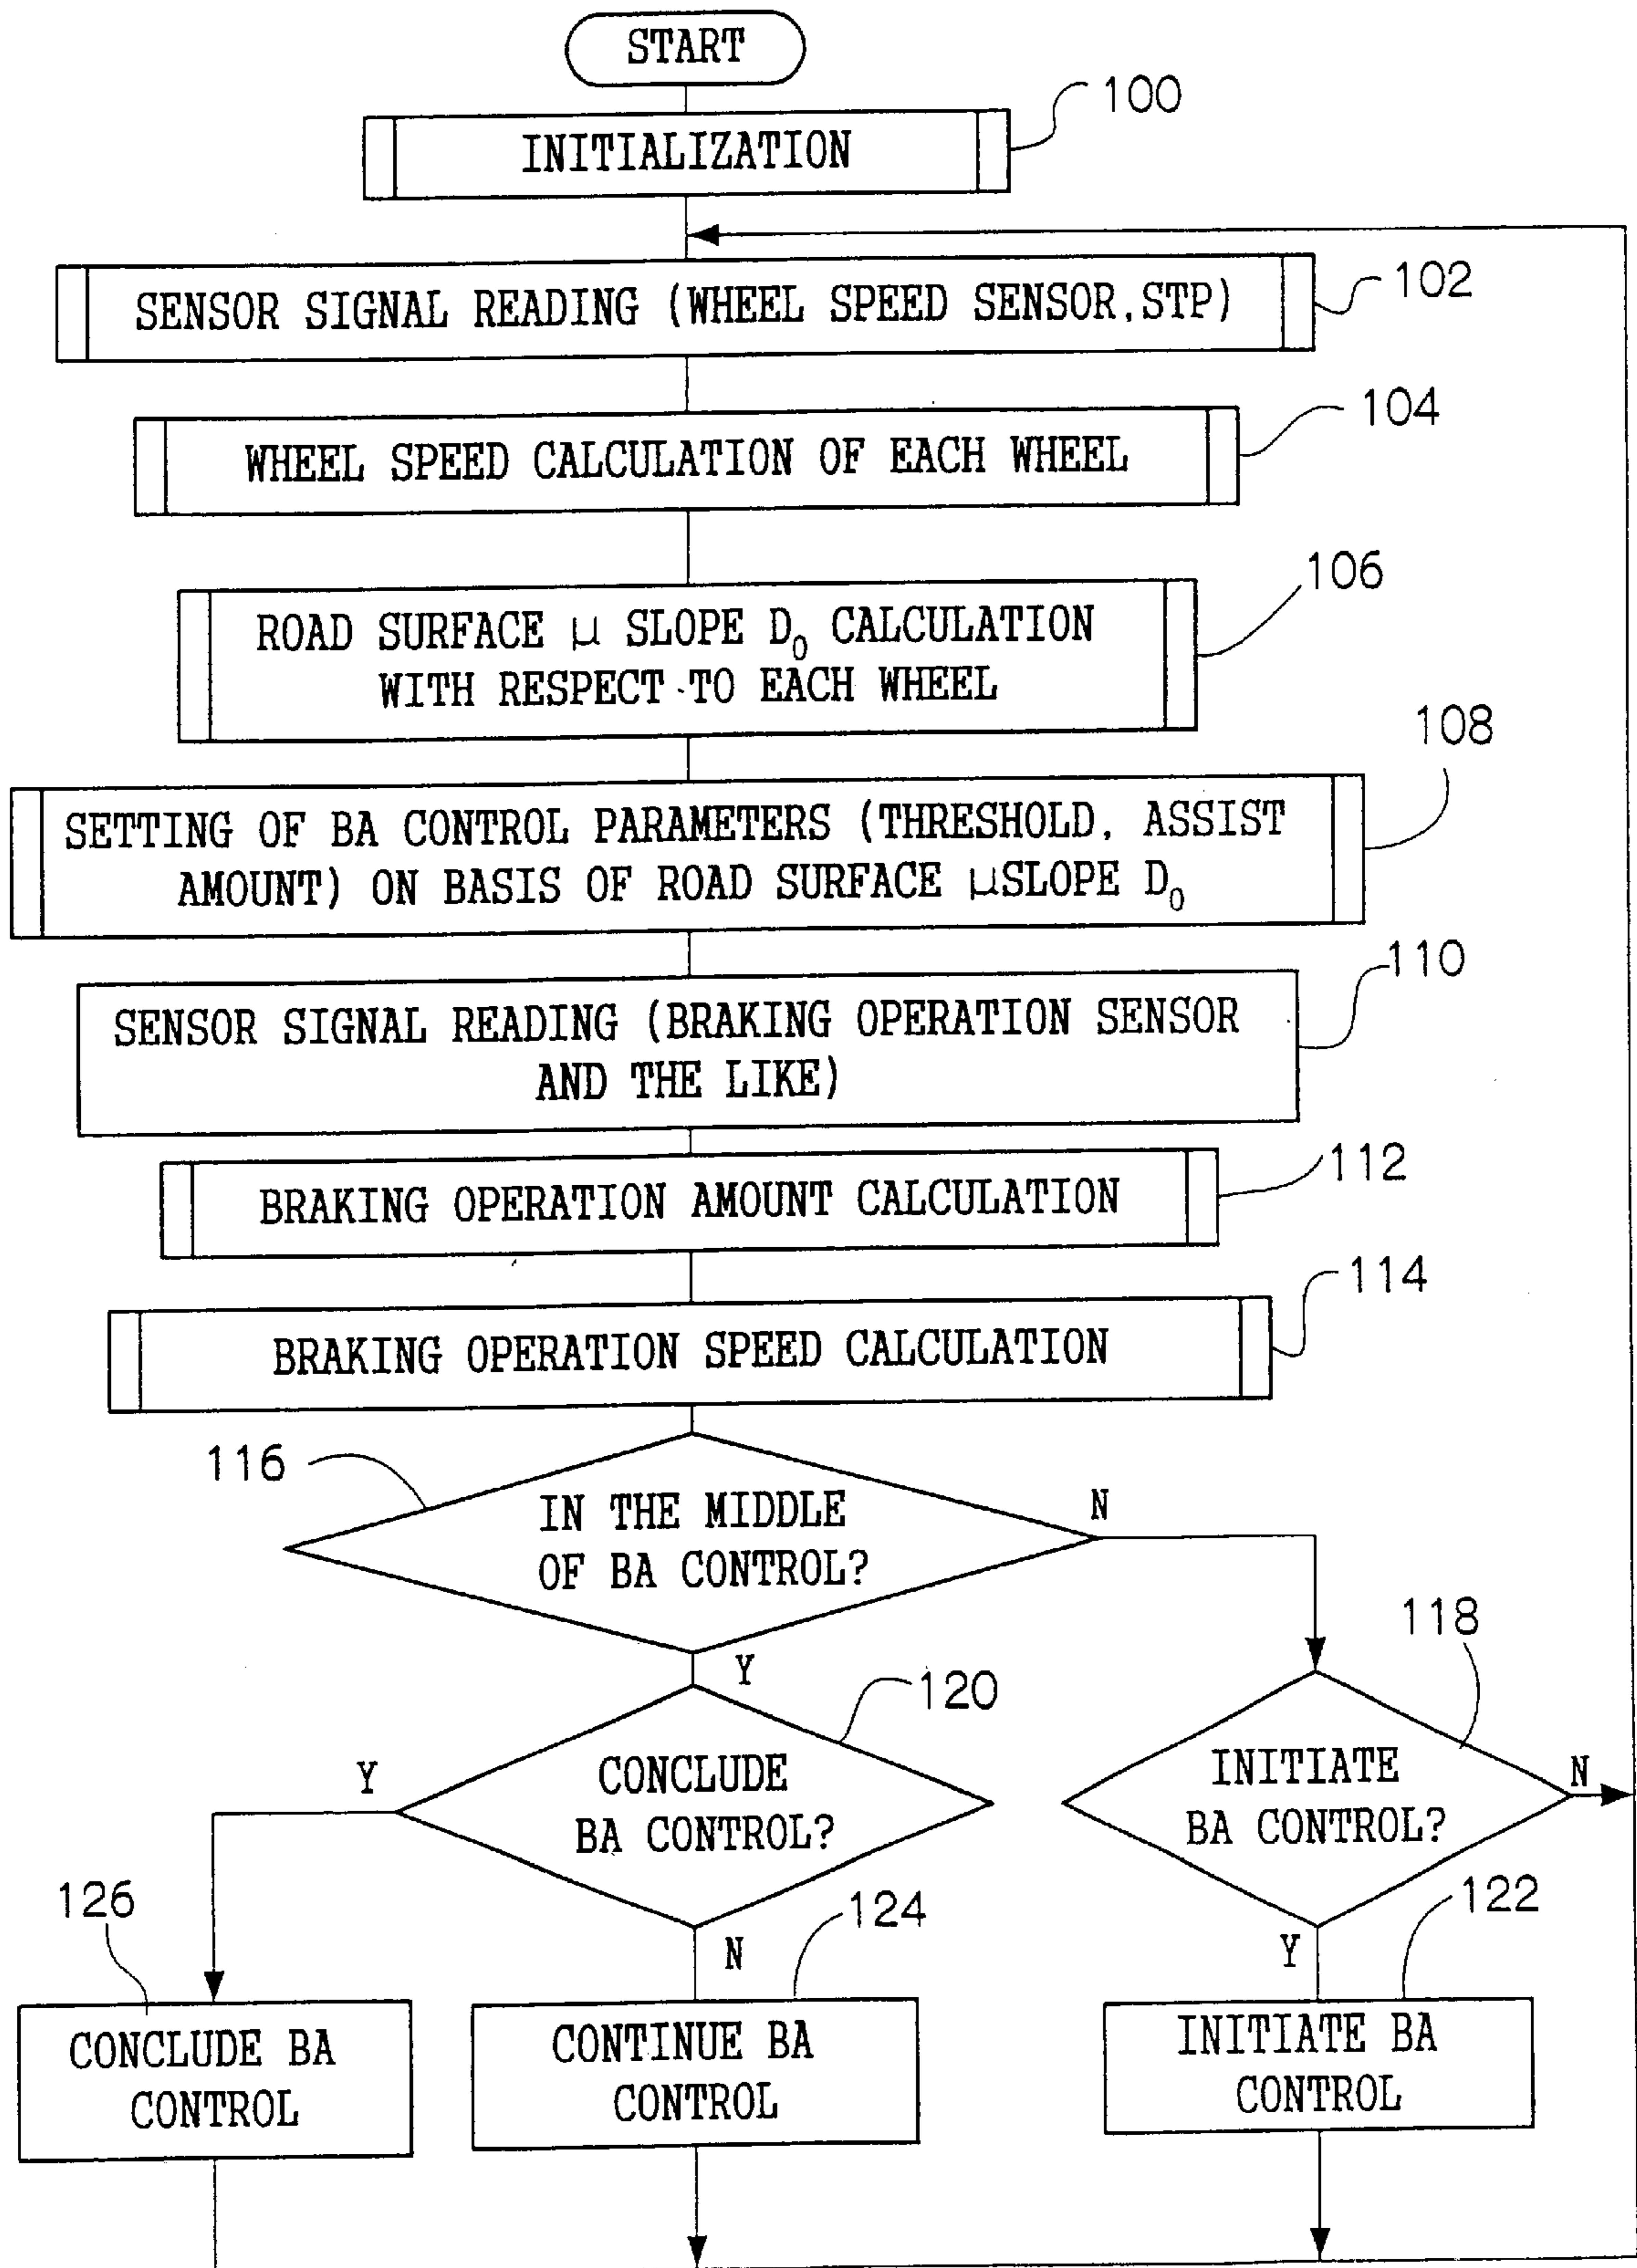 START
100
INITIALIZATION
102
SENSOR SIGNAL READING (WHEEL SPEED SENSOR,STP)
104
WHEEL SPEED CALCULATION OF EACH WHEEL
106
ROAD SURFACE μ SLOPE D₀ CALCULATION
WITH RESPECT TO EACH WHEEL
108
SETTING OF BA CONTROL PARAMETERS (THRESHOLD, ASSIST
AMOUNT) ON BASIS OF ROAD SURFACE μSLOPE D₀
110
SENSOR SIGNAL READING (BRAKING OPERATION SENSOR
AND THE LIKE)
112
BRAKING OPERATION AMOUNT CALCULATION
114
BRAKING OPERATION SPEED CALCULATION
116
IN THE MIDDLE
OF BA CONTROL?
N
Y
118
120
Y
CONCLUDE
BA CONTROL?
INITIATE
BA CONTROL?
N
126
124
122
N
Y
CONCLUDE BA
CONTROL
CONTINUE BA
CONTROL
INITIATE BA
CONTROL